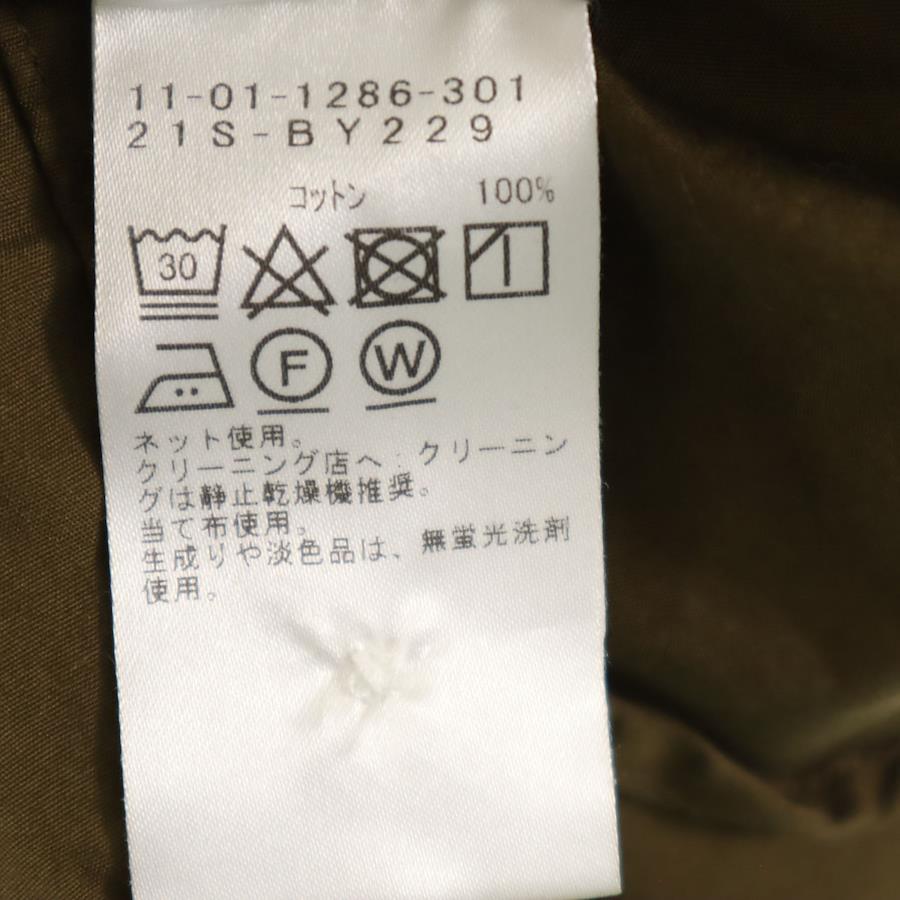 11-01-1286-301
21S-BY229
コットン 100%
30
F W
ネット使用。
クリーニング店へ:クリーニン
グは静止乾燥機推奨。
当て布使用。
生成りや淡色品は、無蛍光洗剤
使用。